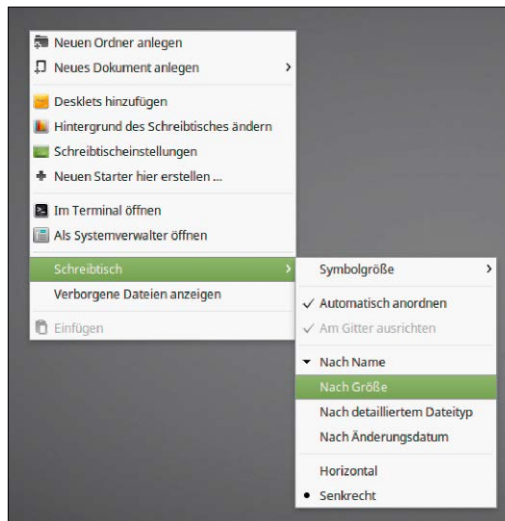 Neuen Ordner anlegen
Neues Dokument anlegen
Desklets hinzufügen
Hintergrund des Schreibtisches ändern
Schreibtischeinstellungen
Neuen Starter hier erstellen ...
Im Terminal öffnen
Als Systemverwalter öffnen
Schreibtisch
Verborgene Dateien anzeigen
Einfügen
Symbolgröße
Automatisch anordnen
Am Gitter ausrichten
Nach Name
Nach Größe
Nach detailliertem Dateityp
Nach Änderungsdatum
Horizontal
Senkrecht